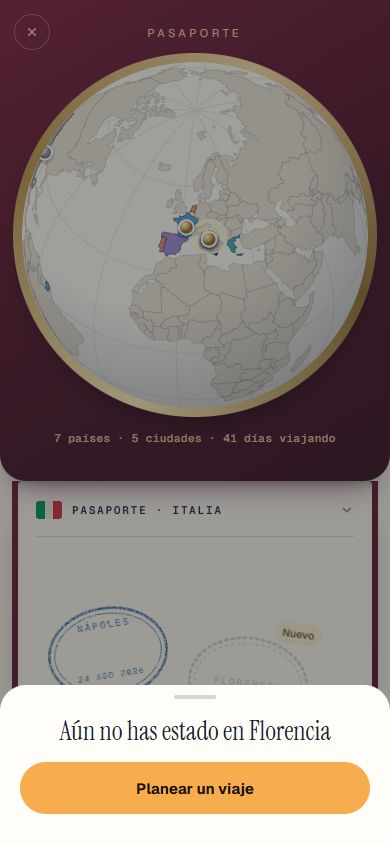 PASAPORTE
7 países · 5 ciudades · 41 días viajando
PASAPORTE · ITALIA
NÁPOLES
24 AGO 2026
Nuevo
Aún no has estado en Florencia
Planear un viaje